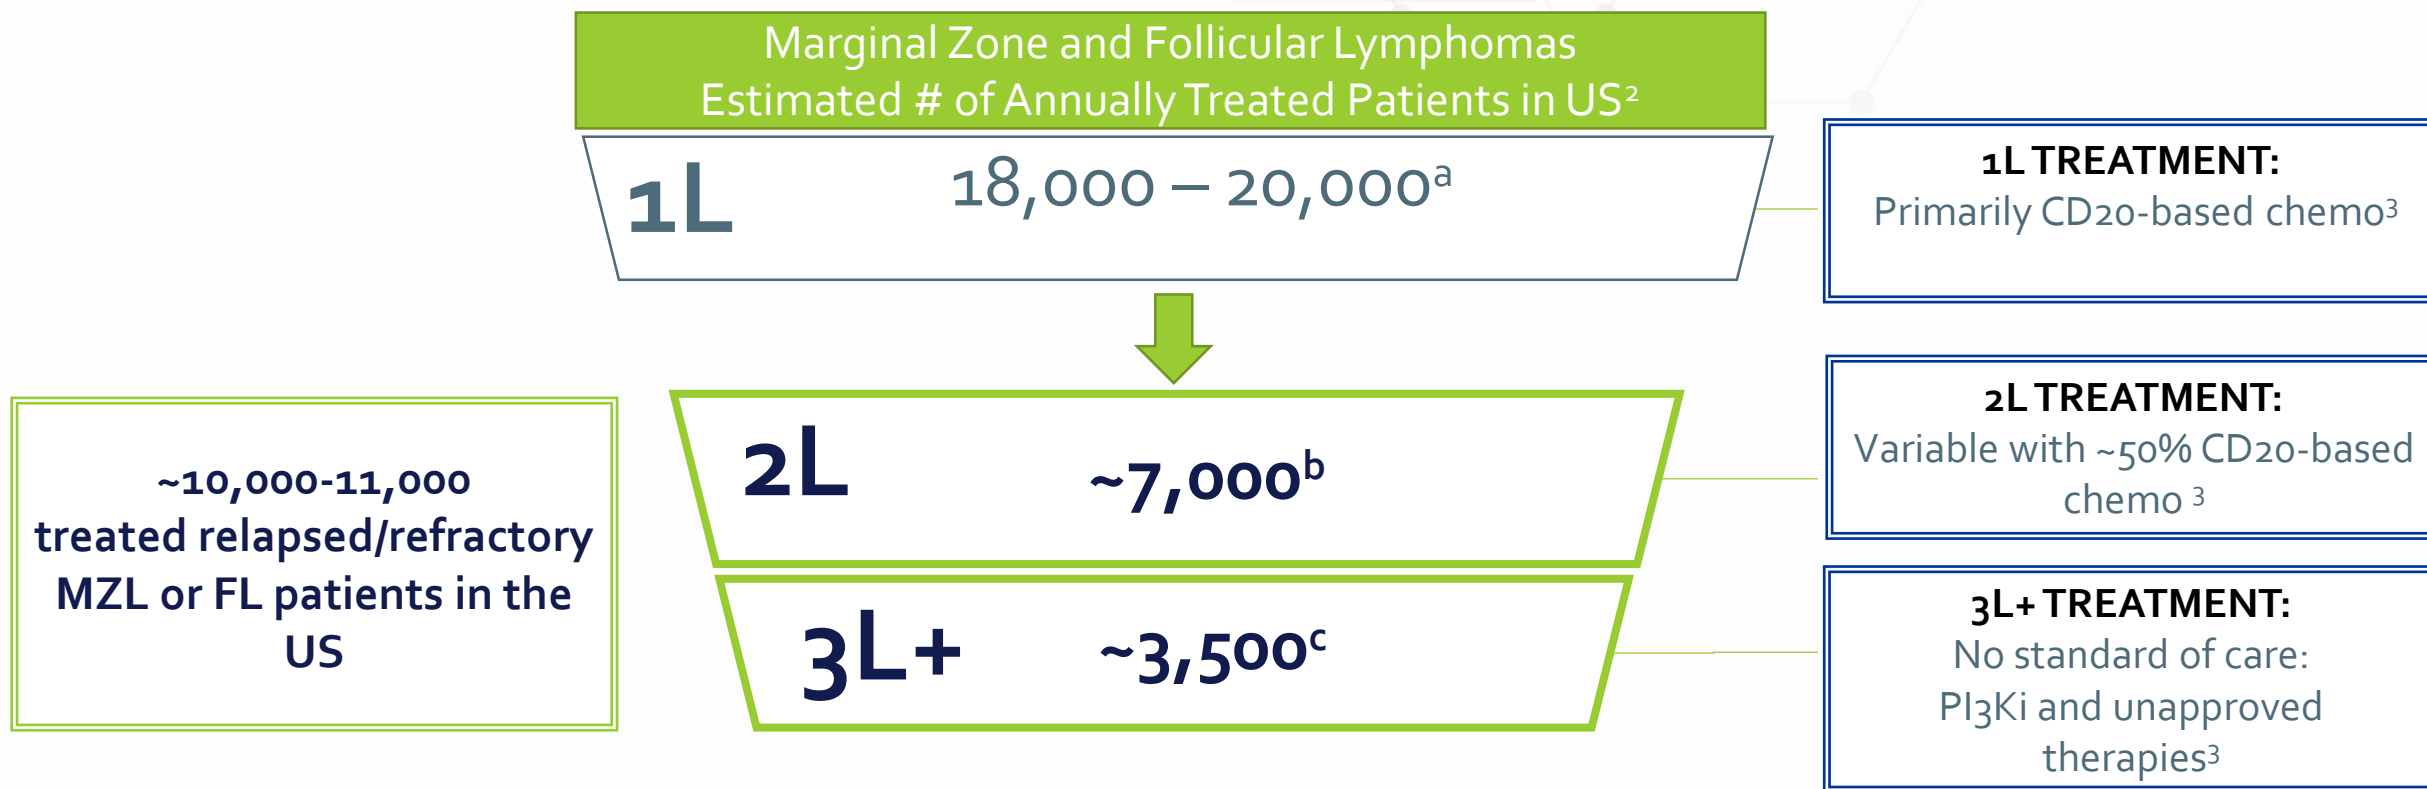 Marginal Zone and Follicular Lymphomas
Estimated # of Annually Treated Patients in US²
1L
18,000 – 20,000ᵃ
1L TREATMENT:
Primarily CD20-based chemo³
~10,000-11,000
treated relapsed/refractory
MZL or FL patients in the
US
2L
~7,000ᵇ
2L TREATMENT:
Variable with ~50% CD20-based
chemo ³
3L+
~3,500ᶜ
3L+ TREATMENT:
No standard of care:
PI3Ki and unapproved
therapies³